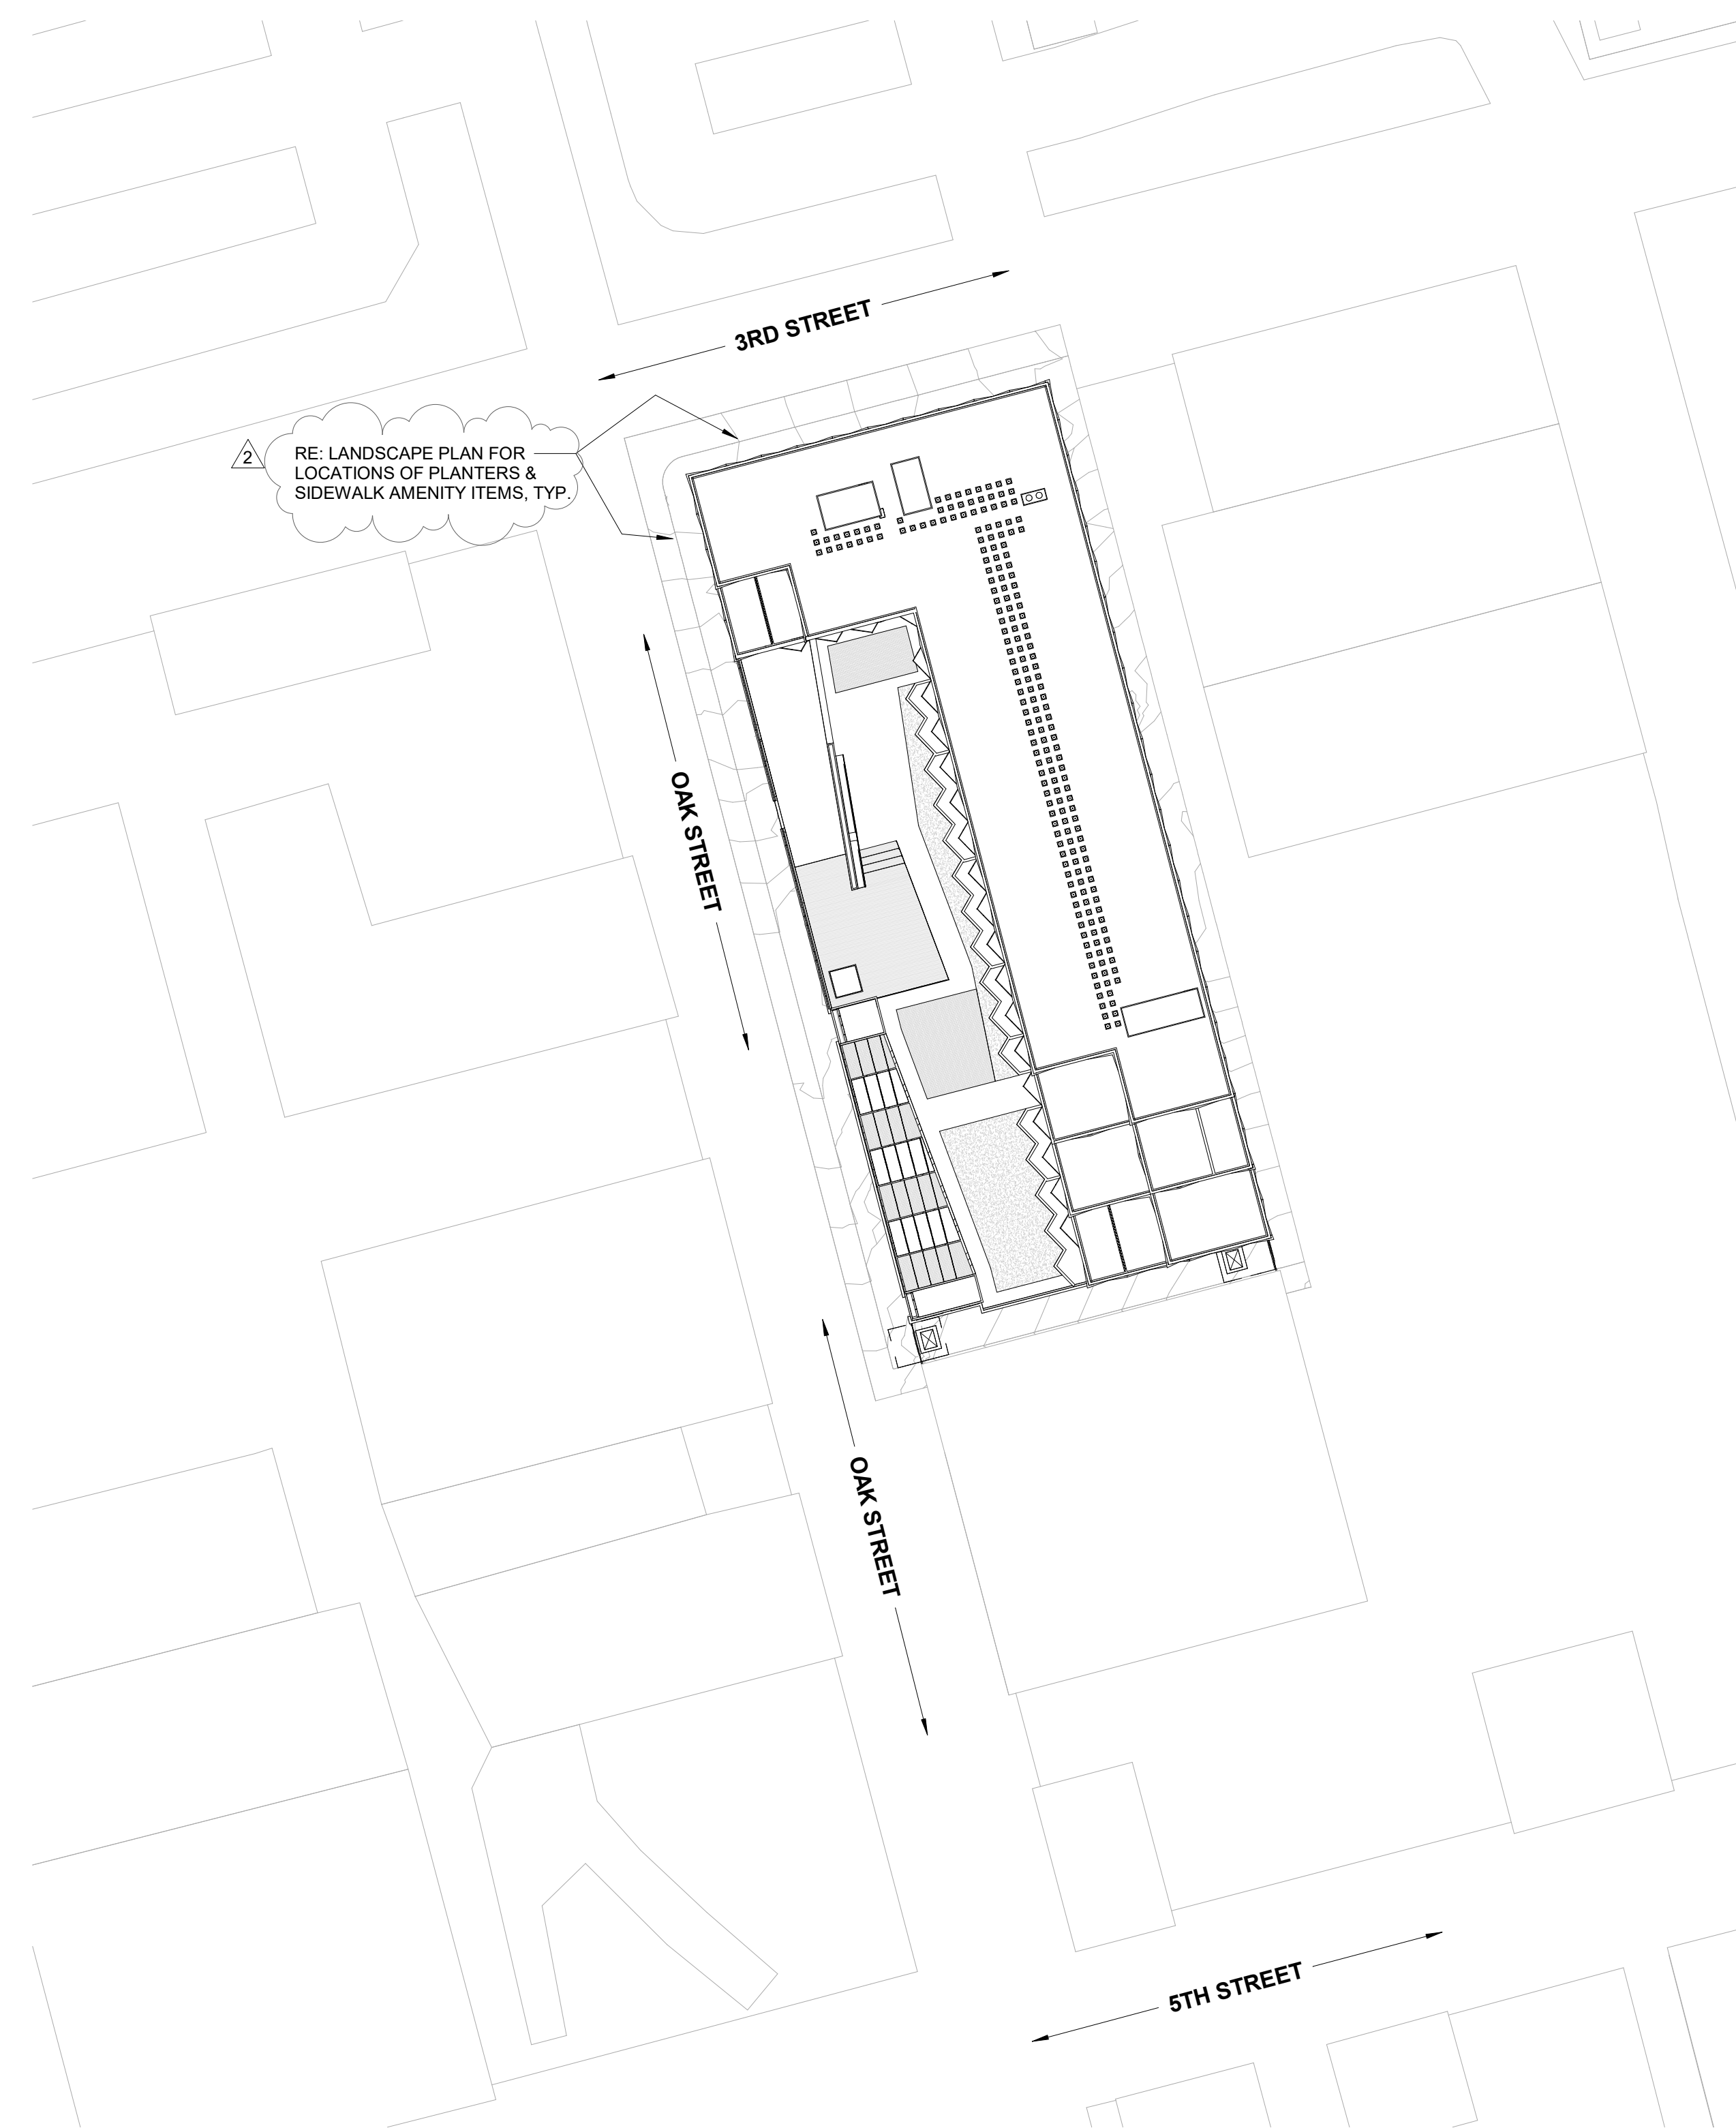 3RD STREET
2
RE: LANDSCAPE PLAN FOR
LOCATIONS OF PLANTERS &
SIDEWALK AMENITY ITEMS, TYP.
OAK STREET
OAK STREET
5TH STREET